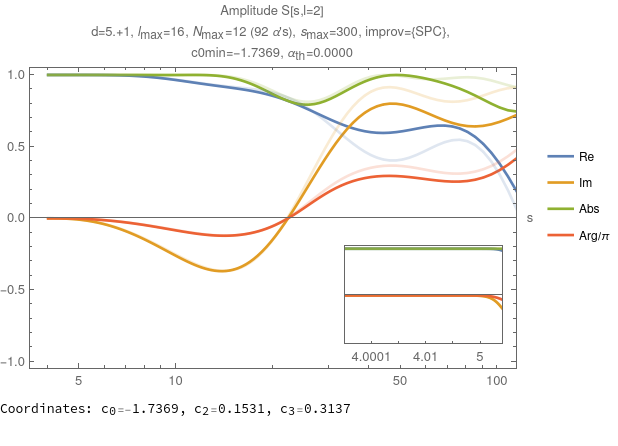 Amplitude S[s,l=2]
d=5.+1, lmax=16, Nmax=12 (92 α's), smax=300, improv={SPC},
c0min=−1.7369, αth=0.0000
1.0
0.5
0.0
−0.5
−1.0
s
5
10
50
100
4.0001
4.01
5
Re
Im
Abs
Arg/π
Coordinates: c0=-1.7369, c2=0.1531, c3=0.3137